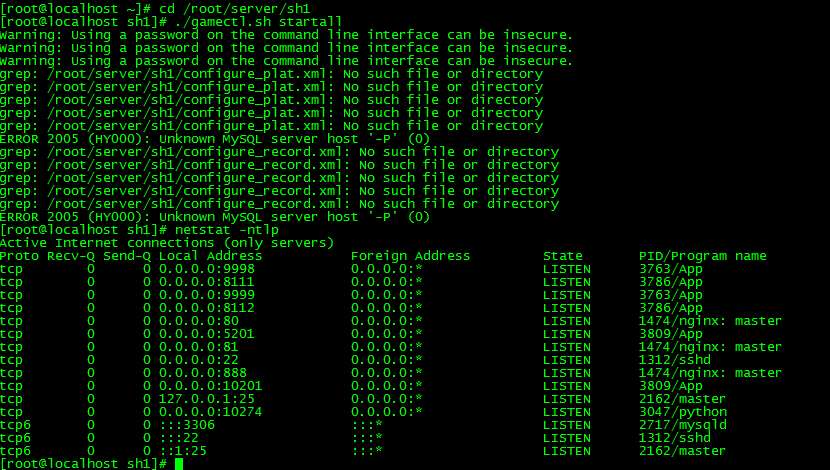 [root@localhost ~]# cd /root/server/sh1
[root@localhost sh1]# ./gamectl.sh startall
Warning: Using a password on the command line interface can be insecure.
Warning: Using a password on the command line interface can be insecure.
Warning: Using a password on the command line interface can be insecure.
grep: /root/server/sh1/configure_plat.xml: No such file or directory
grep: /root/server/sh1/configure_plat.xml: No such file or directory
grep: /root/server/sh1/configure_plat.xml: No such file or directory
grep: /root/server/sh1/configure_plat.xml: No such file or directory
grep: /root/server/sh1/configure_plat.xml: No such file or directory
ERROR 2005 (HY000): Unknown MySQL server host '-P' (0)
grep: /root/server/sh1/configure_record.xml: No such file or directory
grep: /root/server/sh1/configure_record.xml: No such file or directory
grep: /root/server/sh1/configure_record.xml: No such file or directory
grep: /root/server/sh1/configure_record.xml: No such file or directory
grep: /root/server/sh1/configure_record.xml: No such file or directory
ERROR 2005 (HY000): Unknown MySQL server host '-P' (0)
[root@localhost sh1]# netstat -ntlp
Active Internet connections (only servers)
Proto Recv-Q Send-Q Local Address Foreign Address State PID/Program name
tcp 0 0 0.0.0.0:9998 0.0.0.0:* LISTEN 3763/App
tcp 0 0 0.0.0.0:8111 0.0.0.0:* LISTEN 3786/App
tcp 0 0 0.0.0.0:9999 0.0.0.0:* LISTEN 3763/App
tcp 0 0 0.0.0.0:8112 0.0.0.0:* LISTEN 3786/App
tcp 0 0 0.0.0.0:80 0.0.0.0:* LISTEN 1474/nginx: master
tcp 0 0 0.0.0.0:5201 0.0.0.0:* LISTEN 3809/App
tcp 0 0 0.0.0.0:81 0.0.0.0:* LISTEN 1474/nginx: master
tcp 0 0 0.0.0.0:22 0.0.0.0:* LISTEN 1312/sshd
tcp 0 0 0.0.0.0:888 0.0.0.0:* LISTEN 1474/nginx: master
tcp 0 0 0.0.0.0:10201 0.0.0.0:* LISTEN 3809/App
tcp 0 0 127.0.0.1:25 0.0.0.0:* LISTEN 2162/master
tcp 0 0 0.0.0.0:10274 0.0.0.0:* LISTEN 3047/python
tcp6 0 0 :::3306 :::* LISTEN 2717/mysqld
tcp6 0 0 :::22 :::* LISTEN 1312/sshd
tcp6 0 0 ::1:25 :::* LISTEN 2162/master
[root@localhost sh1]#